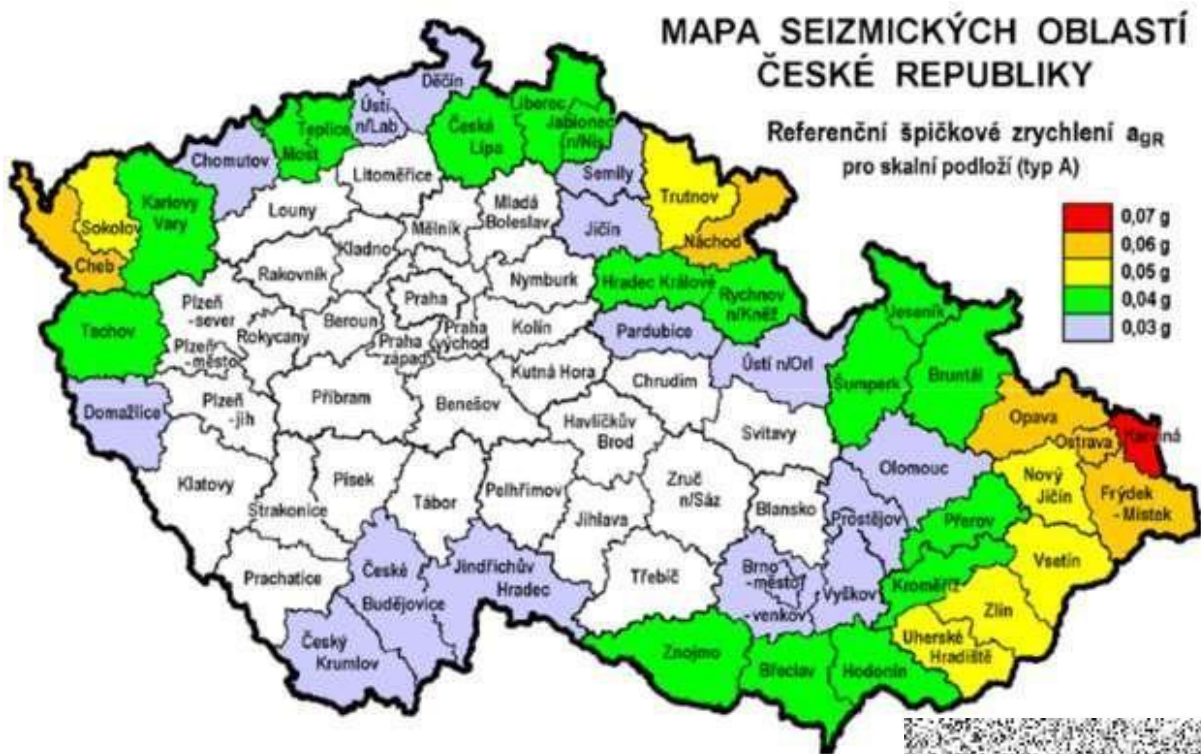 MAPA SEIZMICKÝCH OBLASTÍ
ČESKÉ REPUBLIKY
Referenční špičkové zrychlení agR
pro skalní podloží (typ A)
0,07 g
0,06 g
0,05 g
0,04 g
0,03 g
Děčín
Ústí
n/Lab
Teplice
Most
Chomutov
Česká
Lípa
Liberec
Jablonec
n/Nis
Semily
Trutnov
Náchod
Jičín
Litoměřice
Louny
Mělník
Mladá
Boleslav
Kladno
Rakovník
Karlovy
Vary
Sokolov
Cheb
Tachov
Plzeň
-sever
Plzeň
-město
Plzeň
-jih
Rokycany
Beroun
Praha
Praha
západ
Praha
východ
Nymburk
Kolín
Kutná Hora
Hradec Králové
Rychnov
n/Kněž
Pardubice
Ústí n/Orl
Chrudim
Svitavy
Jeseník
Šumperk
Bruntál
Opava
Ostrava
Karviná
Frýdek
-Místek
Nový
Jičín
Olomouc
Přerov
Prostějov
Vsetín
Kroměříž
Zlín
Uherské
Hradiště
Hodonín
Břeclav
Znojmo
Vyškov
Brno
-město
-venkov
Blansko
Zruč
n/Sáz
Havlíčkův
Brod
Jihlava
Třebíč
Pelhřimov
Benešov
Příbram
Tábor
Písek
Strakonice
Klatovy
Domažlice
Prachatice
České
Budějovice
Jindřichův
Hradec
Český
Krumlov